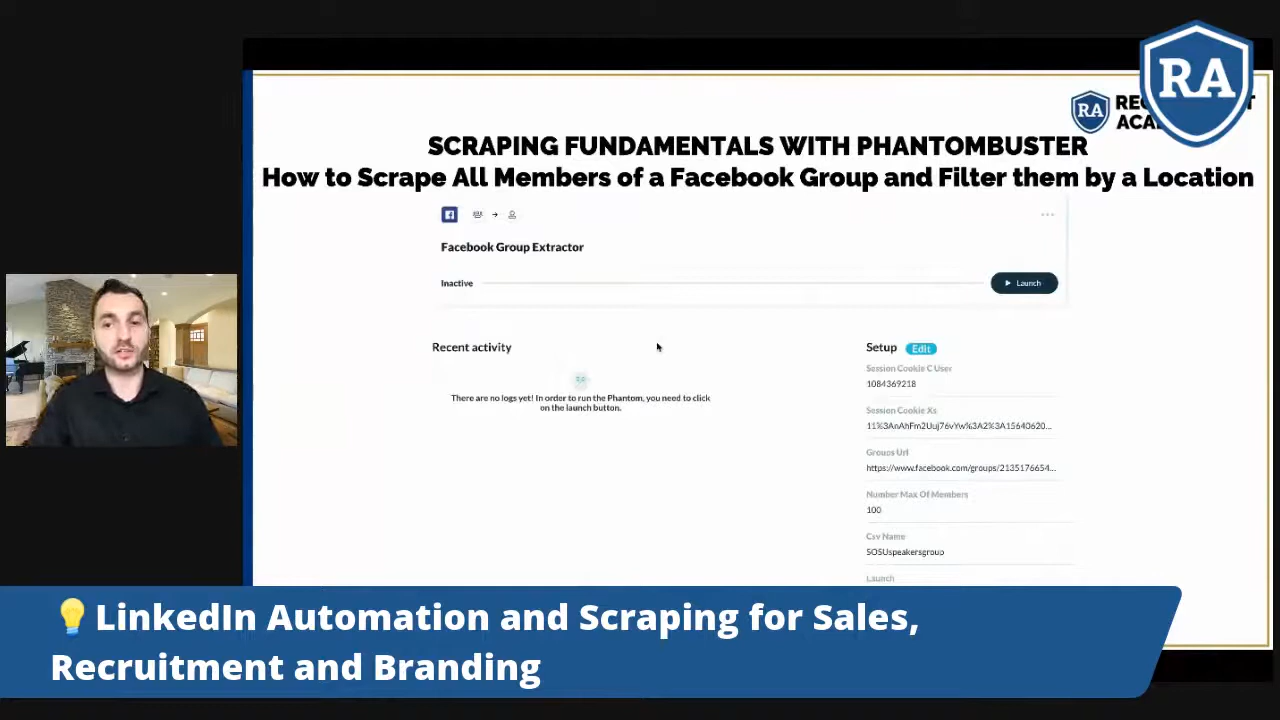 RA
RA
SCRAPING FUNDAMENTALS WITH PHANTOMBUSTER
How to Scrape All Members of a Facebook Group and Filter them by a Location
Facebook Group Extractor
Inactive
Launch
Recent activity
There are no logs yet! In order to run the Phantom, you need to click
on the launch button.
Setup Edit
Session Cookie C User
1084369218
Session Cookie Xs
Groups Url
https://www.facebook.com/groups/2135176654...
Number Max Of Members
100
Csv Name
SOSUspeakersgroup
Launch
💡LinkedIn Automation and Scraping for Sales,
Recruitment and Branding